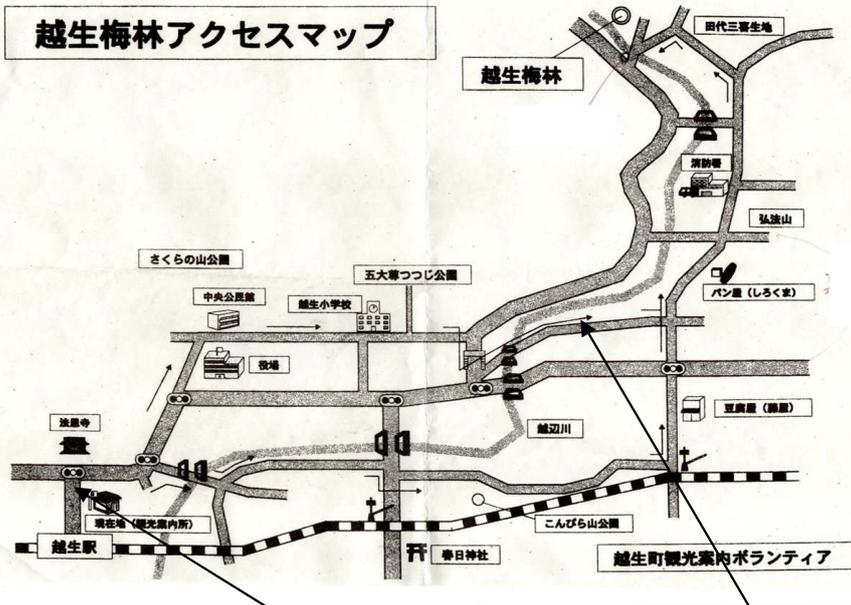 越生梅林アクセスマップ
田代三喜生地
越生梅林
消防署
弘法山
さくらの山公園
五大尊つつじ公園
中央公民館
越生小学校
パン屋（しろくま）
役場
豆腐屋（藤屋）
法恩寺
越辺川
現在地（観光案内所）
こんぴら山公園
越生駅
春日神社
越生町観光案内ボランティア